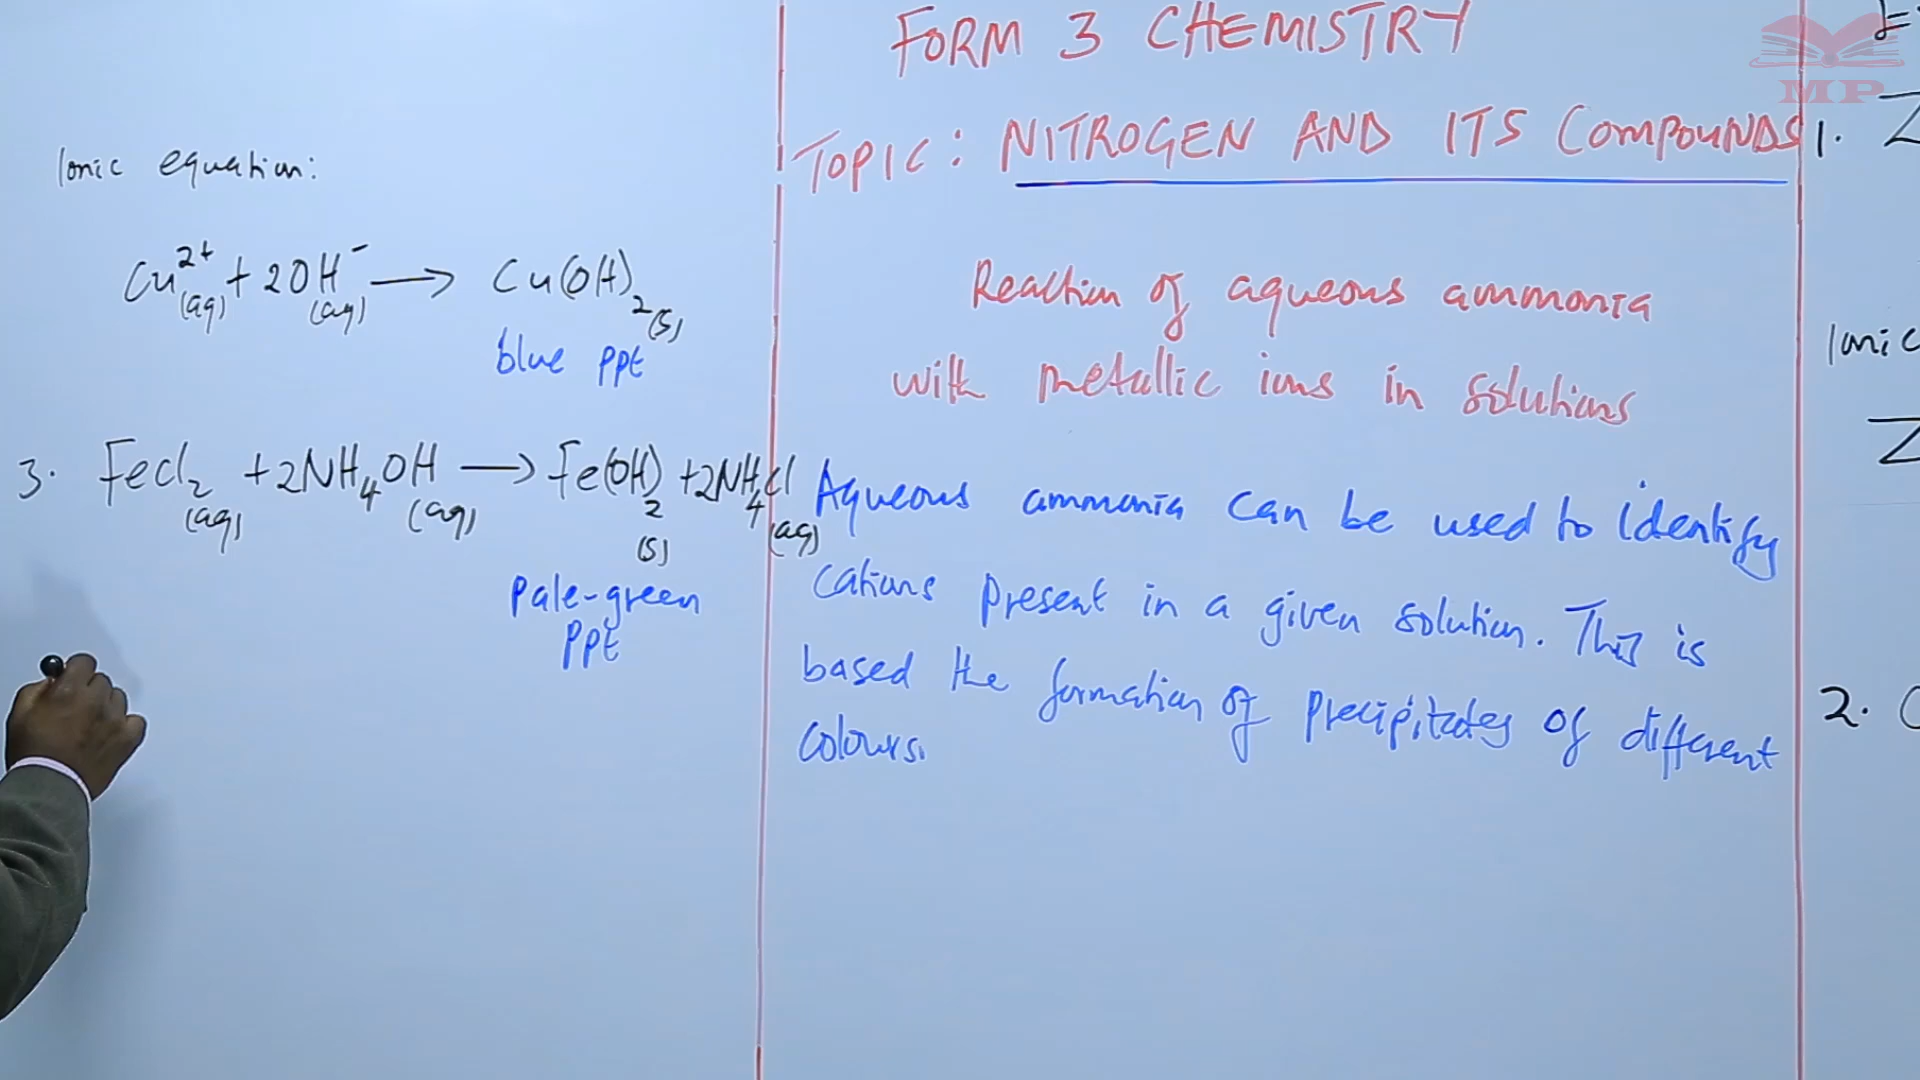 FORM 3 CHEMISTRY
TOPIC: NITROGEN AND ITS COMPOUNDS
Reaction of aqueous ammonia
with metallic ions in solutions
Aqueous ammonia can be used to identify
cations present in a given solution. This is
based the formation of precipitates of different
colours.
Ionic equation:
Cu²⁺(aq) + 2OH⁻(aq) → Cu(OH)₂(s)
blue ppt
3. FeCl₂(aq) + 2NH₄OH(aq) → Fe(OH)₂(s) + 2NH₄Cl(aq)
pale-green
ppt
MP
1. Z
Ionic
Z
2.